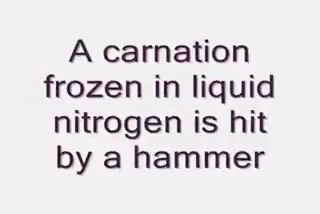 A carnation
frozen in liquid
nitrogen is hit
by a hammer